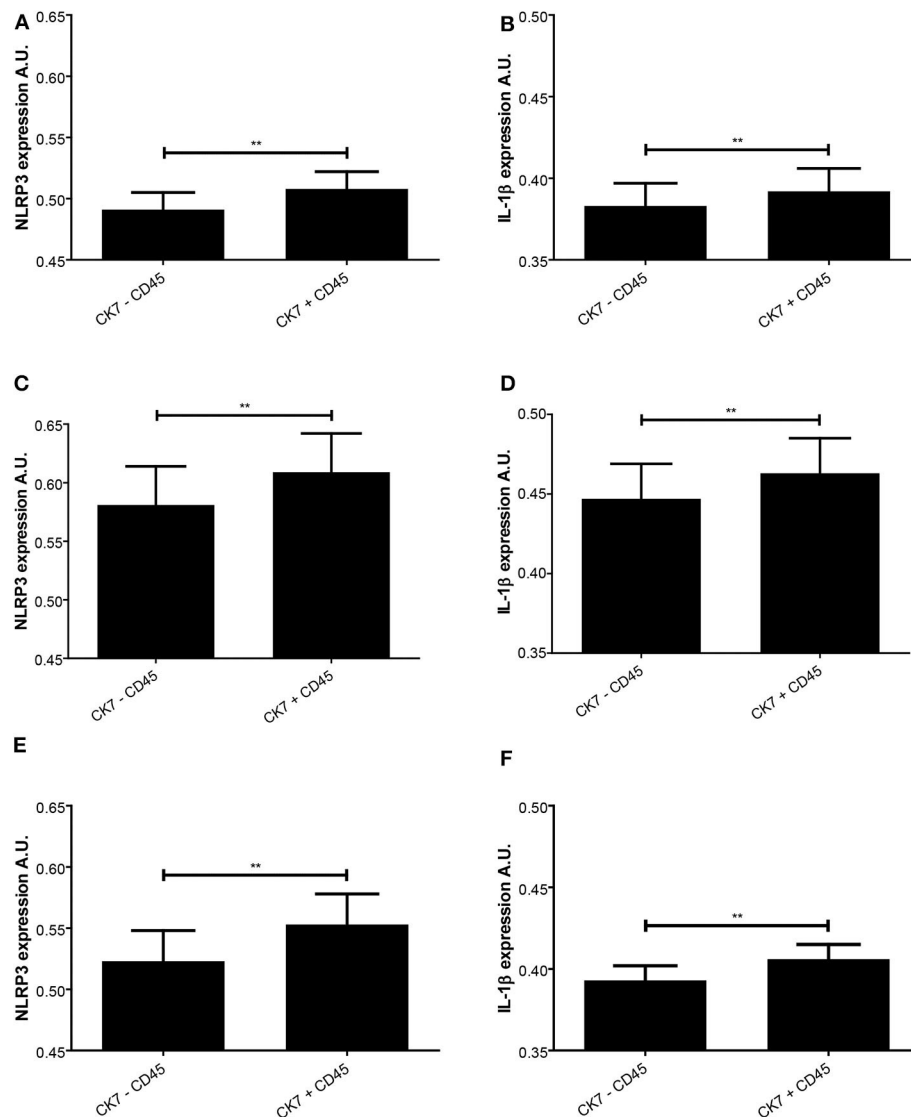 A
NLRP3 expression A.U.
0.65
0.60
0.55
0.50
0.45
**
CK7 - CD45
CK7 + CD45
B
IL-1β expression A.U.
0.50
0.45
0.40
0.35
**
CK7 - CD45
CK7 + CD45
C
NLRP3 expression A.U.
0.65
0.60
0.55
0.50
0.45
**
CK7 - CD45
CK7 + CD45
D
IL-1β expression A.U.
0.50
0.45
0.40
0.35
**
CK7 - CD45
CK7 + CD45
E
NLRP3 expression A.U.
0.65
0.60
0.55
0.50
0.45
**
CK7 - CD45
CK7 + CD45
F
IL-1β expression A.U.
0.50
0.45
0.40
0.35
**
CK7 - CD45
CK7 + CD45